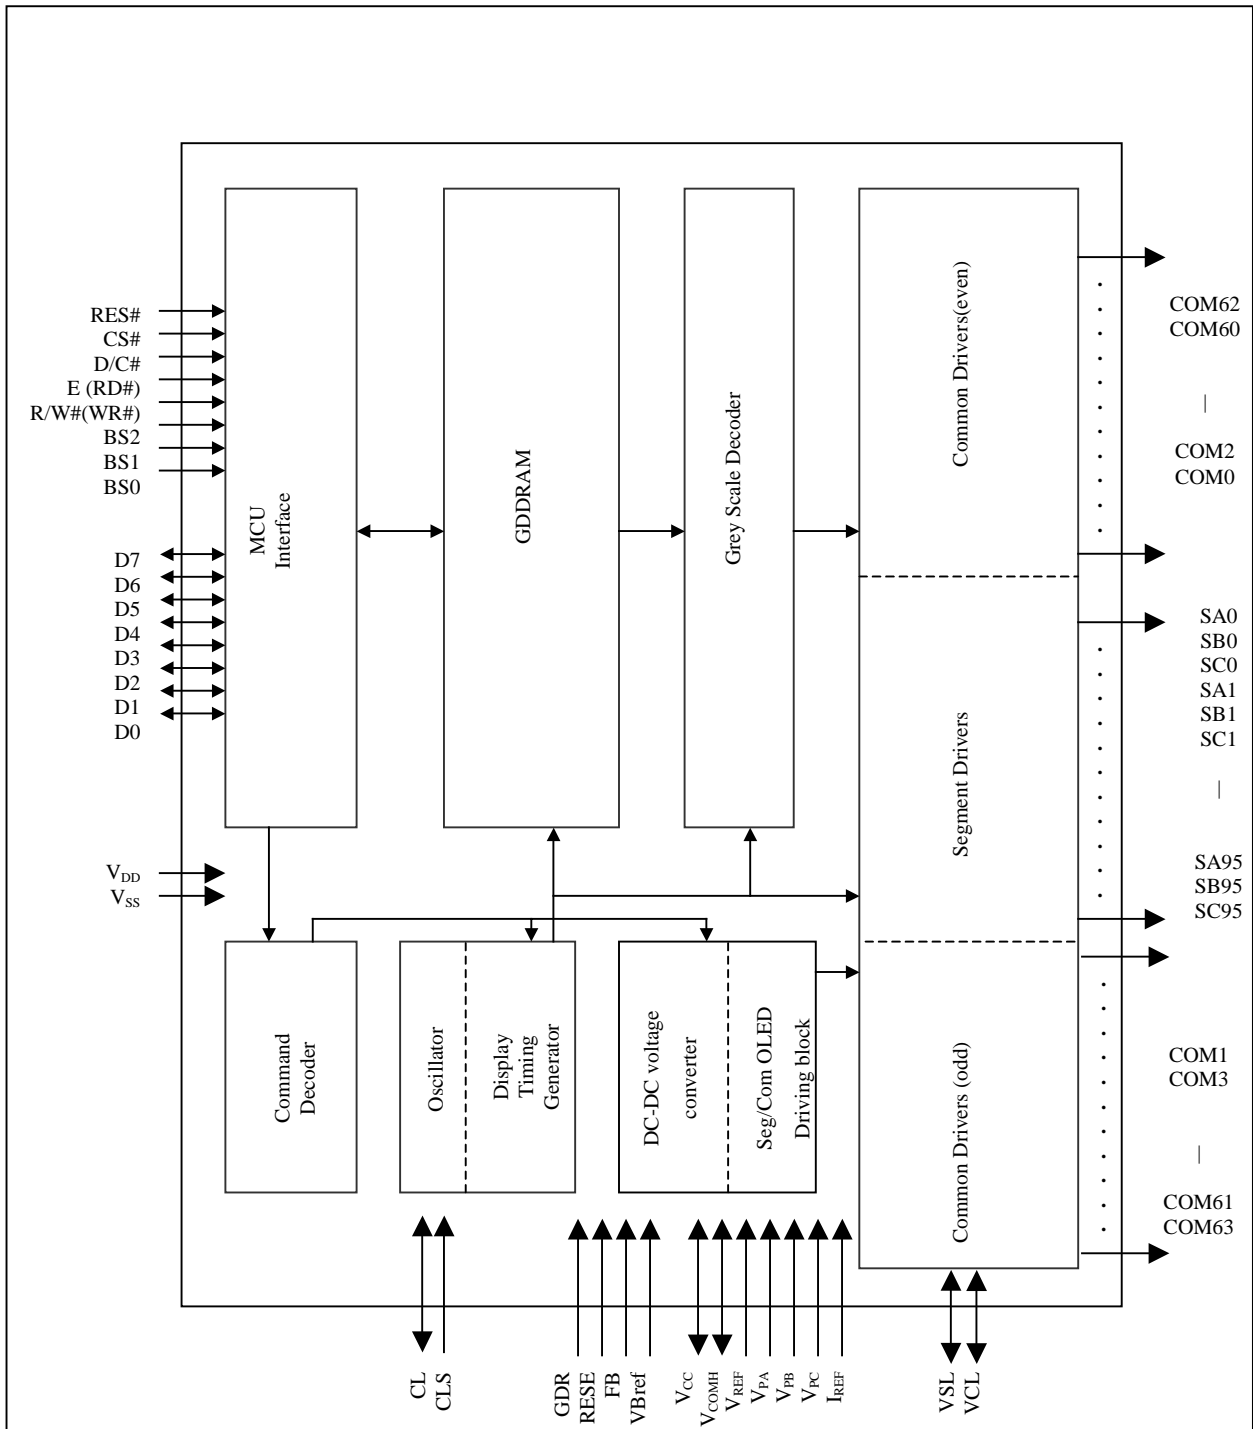 RES#
CS#
D/C#
E (RD#)
R/W#(WR#)
BS2
BS1
BS0
D7
D6
D5
D4
D3
D2
D1
D0
VDD
VSS
MCU
Interface
GDDRAM
Grey Scale Decoder
Common Drivers(even)
Segment Drivers
Common Drivers (odd)
Command
Decoder
Oscillator
Display
Timing
Generator
DC-DC voltage
converter
Seg/Com OLED
Driving block
COM62
COM60
|
COM2
COM0
SA0
SB0
SC0
SA1
SB1
SC1
|
SA95
SB95
SC95
COM1
COM3
|
COM61
COM63
CL
CLS
GDR
RESE
FB
VBref
VCC
VCOMH
VREF
VPA
VPB
VPC
IREF
VSL
VCL